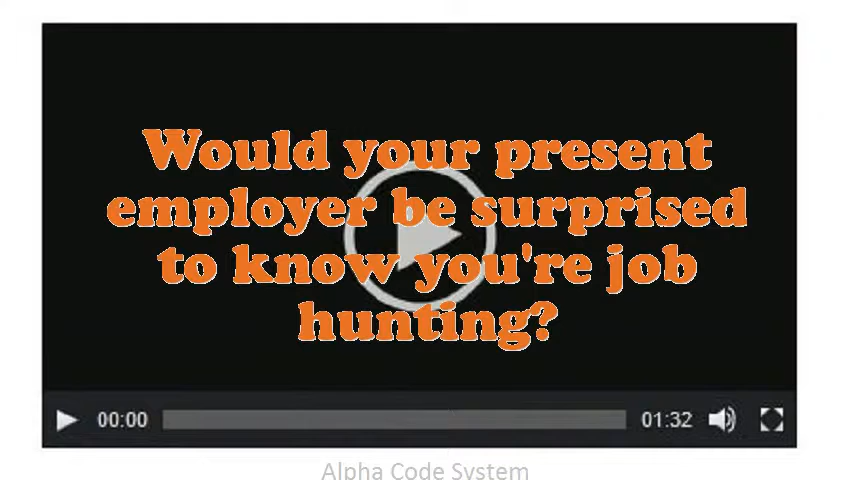 Would your present
employer be surprised
to know you're job
hunting?
00:00 01:32
Alpha Code System